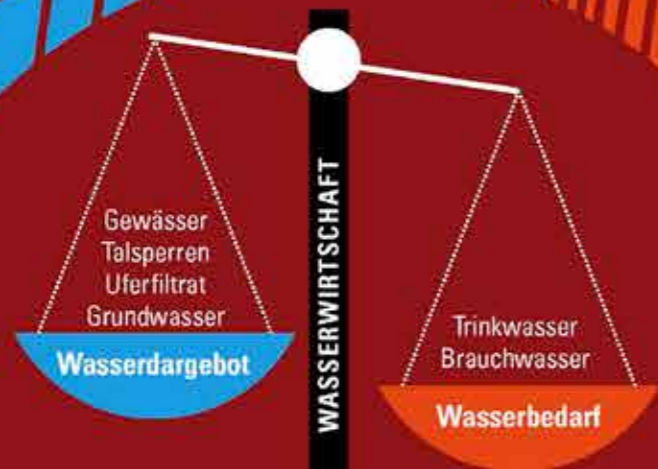 Gewässer
Talsperren
Uferfiltrat
Grundwasser
Wasserdargebot
WASSERWIRTSCHAFT
Trinkwasser
Brauchwasser
Wasserbedarf